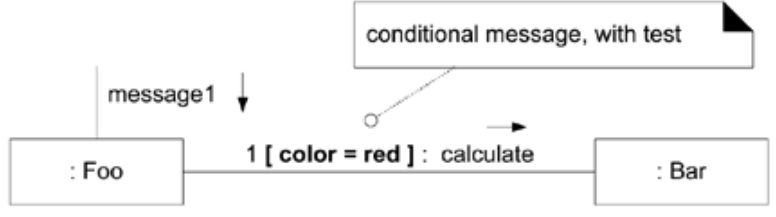 conditional message, with test
message1
1 [ color = red ] : calculate
: Foo
: Bar